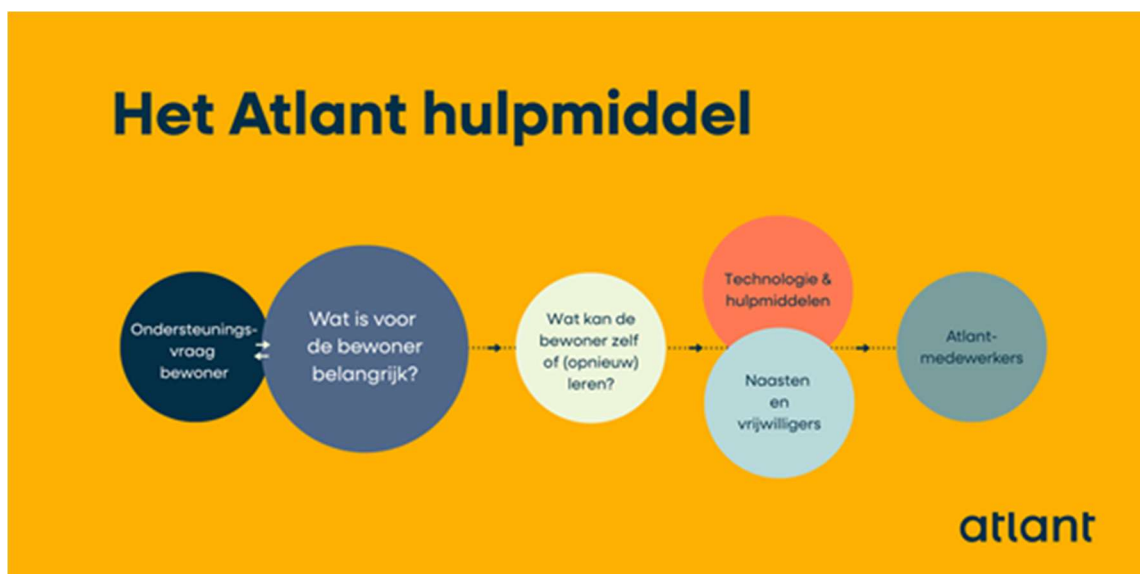 Het Atlant hulpmiddel
Ondersteunings-
vraag
bewoner
Wat is voor
de bewoner
belangrijk?
Wat kan de
bewoner zelf
of (opnieuw)
leren?
Technologie &
hulpmiddelen
Naasten
en
vrijwilligers
Atlant-
medewerkers
atlant